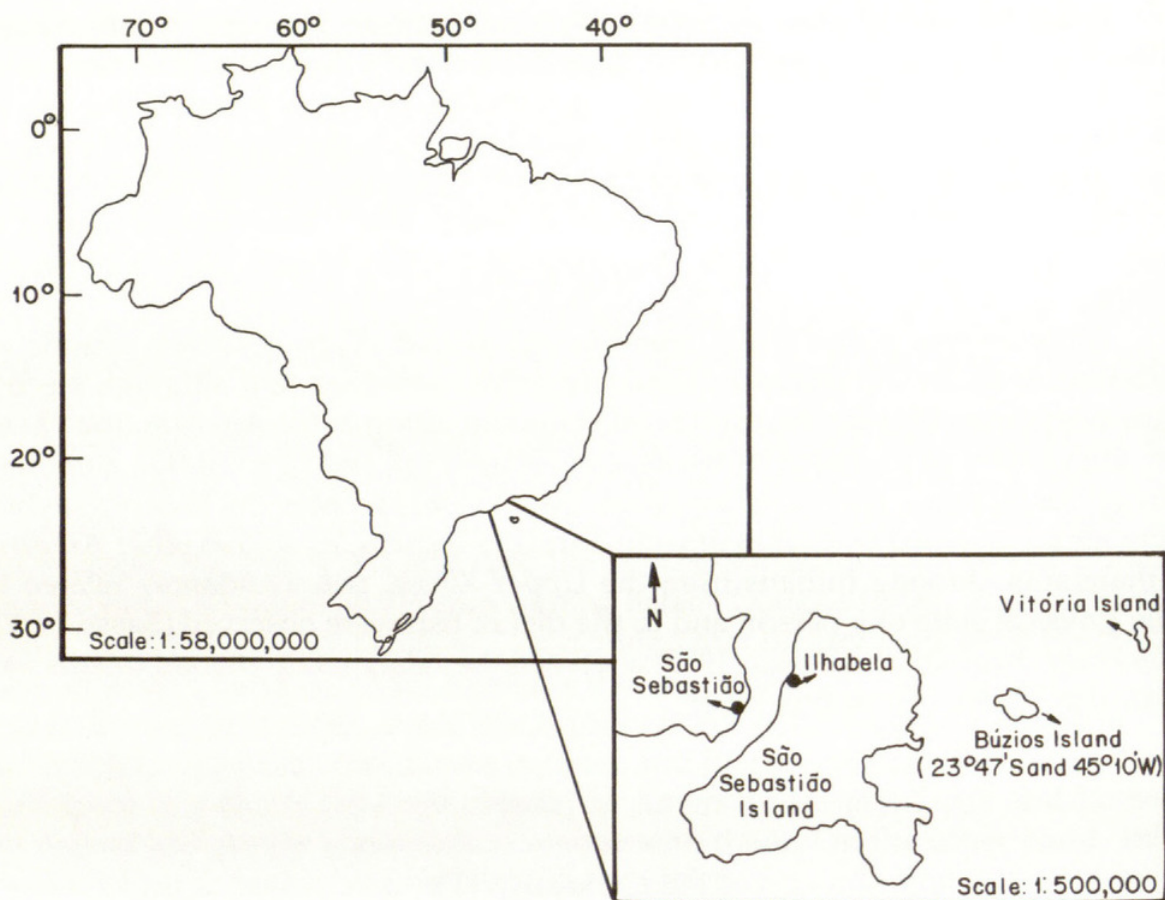 70° 60° 50° 40°
0°
10°
20°
30°
Scale: 1:58,000,000
N
Vitória Island
São
Sebastião
Ilhabela
Búzios Island
(23°47'S and 45°10'W)
São
Sebastião
Island
Scale: 1:500,000